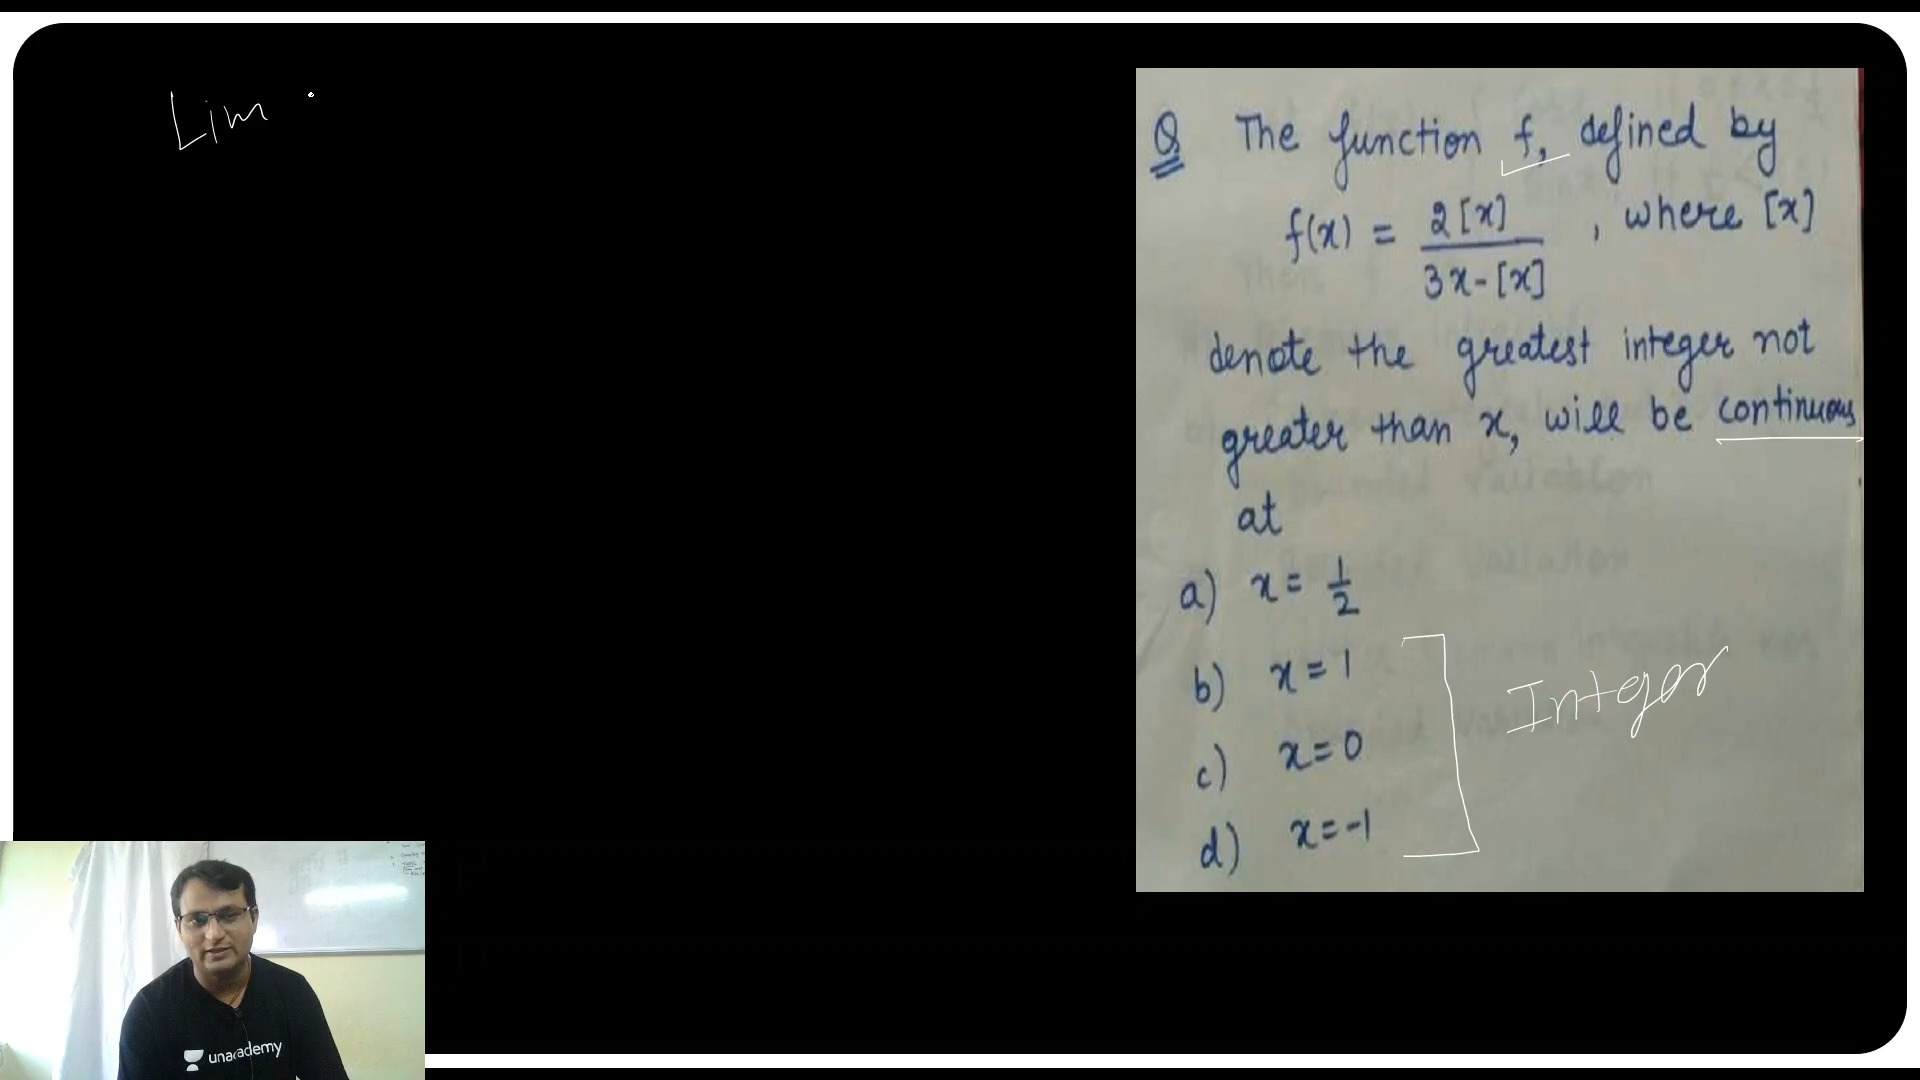 Lim
Q The function f, defined by
f(x) = 2[x] / 3x-[x] , where [x]
denote the greatest integer not
greater than x, will be continuous
at
a) x = 1/2
b) x = 1
c) x = 0
d) x = -1
Integer
unacademy